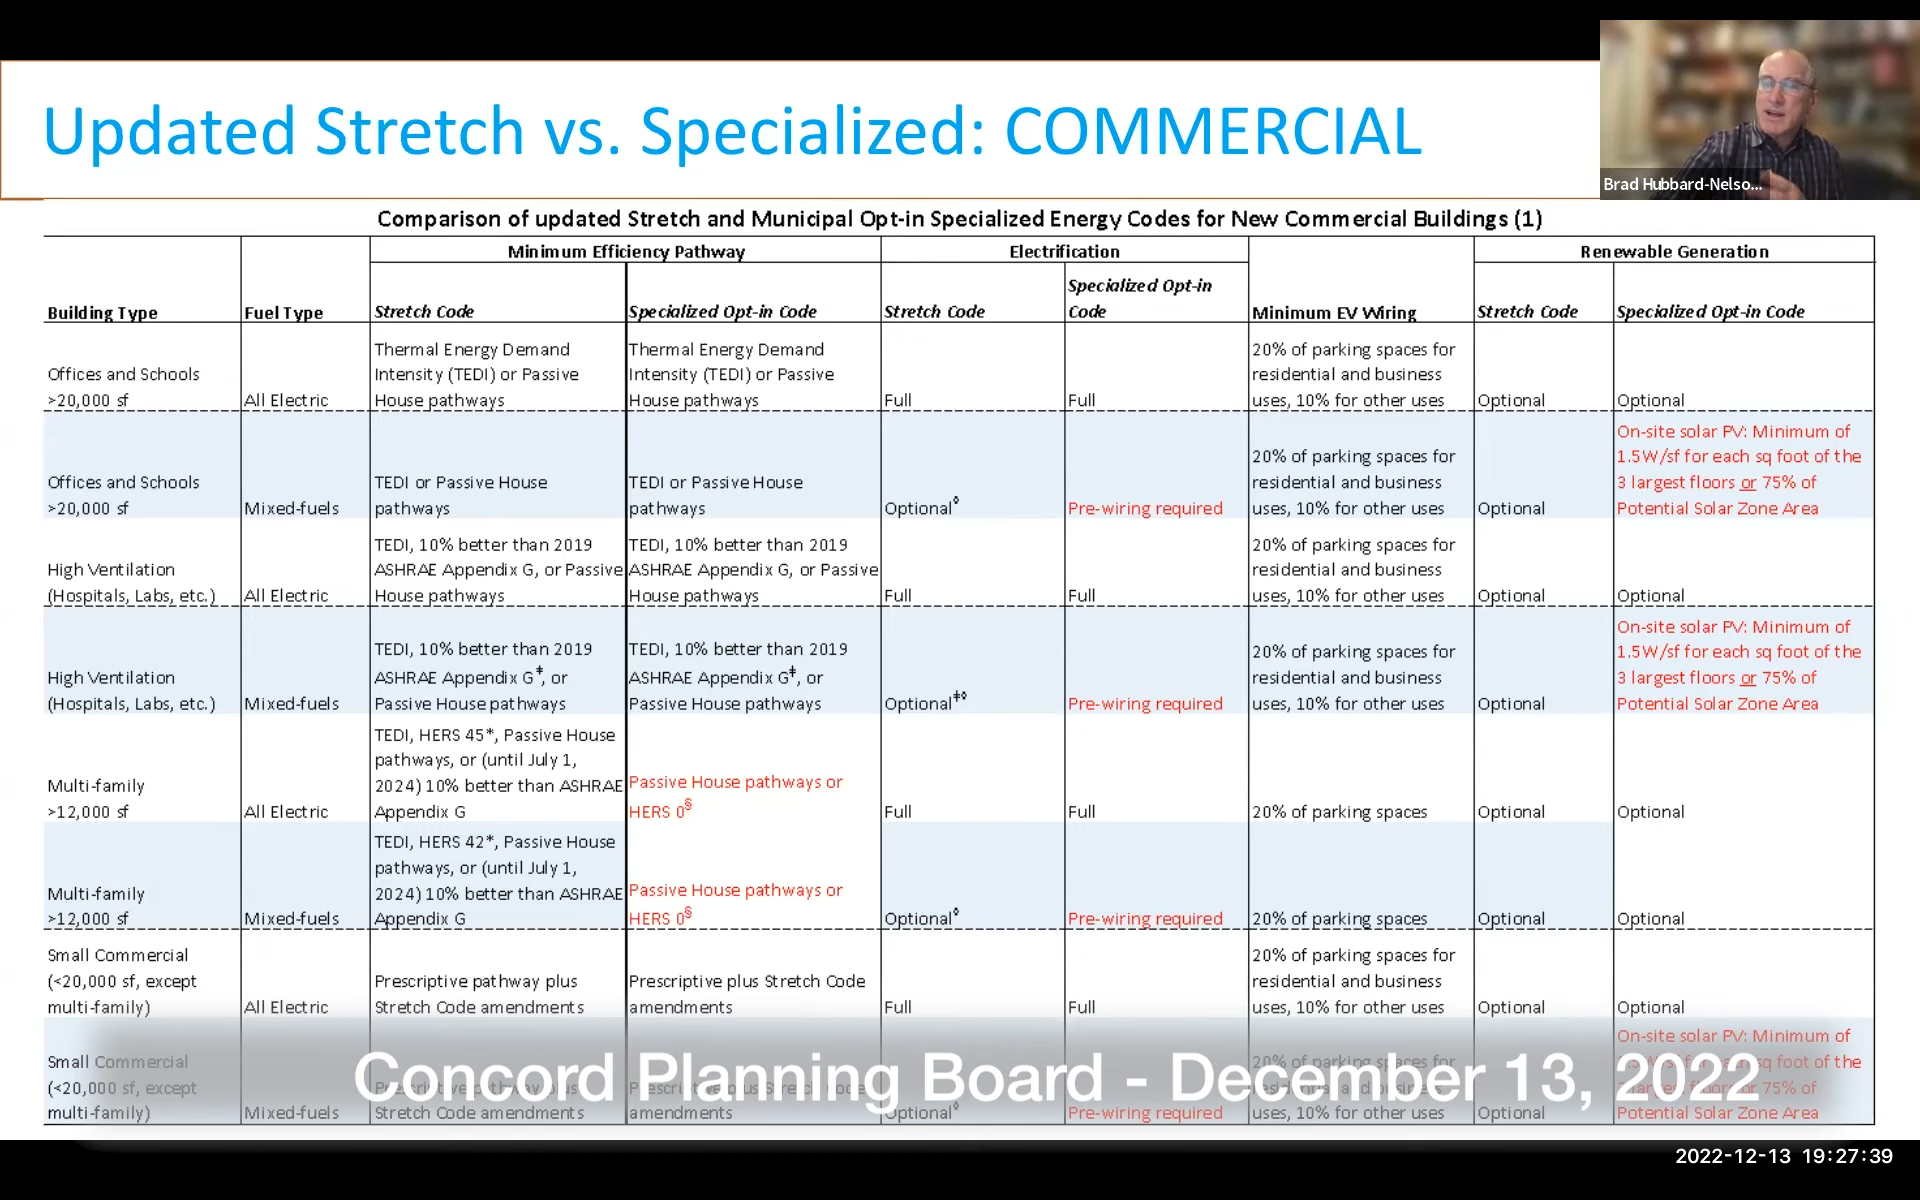 Updated Stretch vs. Specialized: COMMERCIAL
Brad Hubbard-Nelso...
Comparison of updated Stretch and Municipal Opt-in Specialized Energy Codes for New Commercial Buildings (1)
Minimum Efficiency Pathway
Electrification
Renewable Generation
Building Type
Fuel Type
Stretch Code
Specialized Opt-in Code
Stretch Code
Specialized Opt-in
Code
Minimum EV Wiring
Stretch Code
Specialized Opt-in Code
Offices and Schools
>20,000 sf
All Electric
Thermal Energy Demand
Intensity (TEDI) or Passive
House pathways
Thermal Energy Demand
Intensity (TEDI) or Passive
House pathways
Full
Full
20% of parking spaces for
residential and business
uses, 10% for other uses
Optional
Optional
Offices and Schools
>20,000 sf
Mixed-fuels
TEDI or Passive House
pathways
TEDI or Passive House
pathways
Optional◊
Pre-wiring required
20% of parking spaces for
residential and business
uses, 10% for other uses
Optional
On-site solar PV: Minimum of
1.5W/sf for each sq foot of the
3 largest floors or 75% of
Potential Solar Zone Area
High Ventilation
(Hospitals, Labs, etc.)
All Electric
TEDI, 10% better than 2019
ASHRAE Appendix G, or Passive
House pathways
TEDI, 10% better than 2019
ASHRAE Appendix G, or Passive
House pathways
Full
Full
20% of parking spaces for
residential and business
uses, 10% for other uses
Optional
Optional
High Ventilation
(Hospitals, Labs, etc.)
Mixed-fuels
TEDI, 10% better than 2019
ASHRAE Appendix G‡, or
Passive House pathways
TEDI, 10% better than 2019
ASHRAE Appendix G‡, or
Passive House pathways
Optional‡◊
Pre-wiring required
20% of parking spaces for
residential and business
uses, 10% for other uses
Optional
On-site solar PV: Minimum of
1.5W/sf for each sq foot of the
3 largest floors or 75% of
Potential Solar Zone Area
Multi-family
>12,000 sf
All Electric
TEDI, HERS 45*, Passive House
pathways, or (until July 1,
2024) 10% better than ASHRAE
Appendix G
Passive House pathways or
HERS 0§
Full
Full
20% of parking spaces
Optional
Optional
Multi-family
>12,000 sf
Mixed-fuels
TEDI, HERS 42*, Passive House
pathways, or (until July 1,
2024) 10% better than ASHRAE
Appendix G
Passive House pathways or
HERS 0§
Optional◊
Pre-wiring required
20% of parking spaces
Optional
Optional
Small Commercial
(<20,000 sf, except
multi-family)
All Electric
Prescriptive pathway plus
Stretch Code amendments
Prescriptive plus Stretch Code
amendments
Full
Full
20% of parking spaces for
residential and business
uses, 10% for other uses
Optional
Optional
Small Commercial
(<20,000 sf, except
multi-family)
Mixed-fuels
Prescriptive pathway plus
Stretch Code amendments
Prescriptive plus Stretch Code
amendments
Optional◊
Pre-wiring required
20% of parking spaces for
residential and business
uses, 10% for other uses
Optional
On-site solar PV: Minimum of
sq foot of the
or 75% of
Potential Solar Zone Area
Concord Planning Board - December 13, 2022
2022-12-13 19:27:39